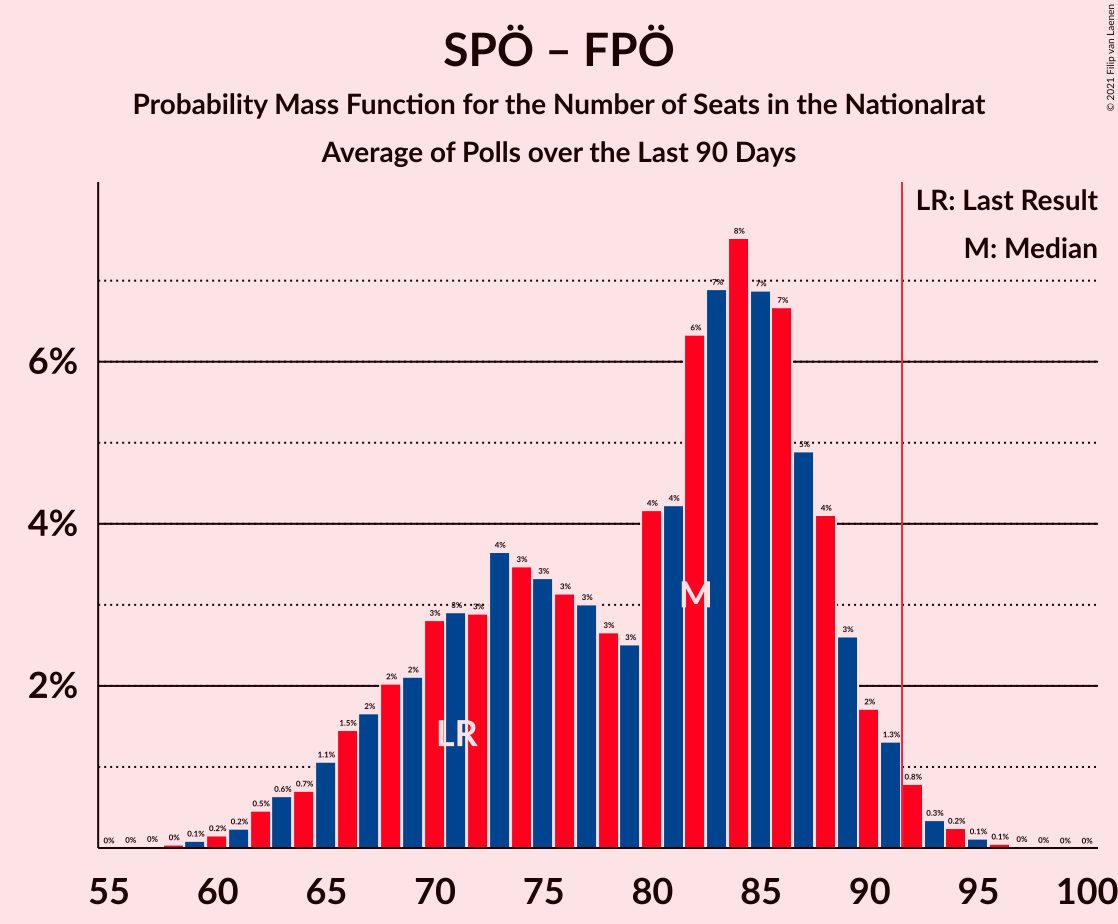 SPÖ – FPÖ
Probability Mass Function for the Number of Seats in the Nationalrat
Average of Polls over the Last 90 Days
© 2021 Filip van Laenen
LR: Last Result
M: Median
6%
4%
2%
0% 0% 0% 0% 0.1% 0.2% 0.2% 0.5% 0.6% 0.7% 1.1% 1.5% 2% 2% 2% 3% 3% 3% 4% 3% 3% 3% 3% 3% 3% 4% 4% 6% 7% 8% 7% 7% 5% 4% 3% 2% 1.3% 0.8% 0.3% 0.2% 0.1% 0.1% 0% 0% 0% 0%
M
LR
55 60 65 70 75 80 85 90 95 100